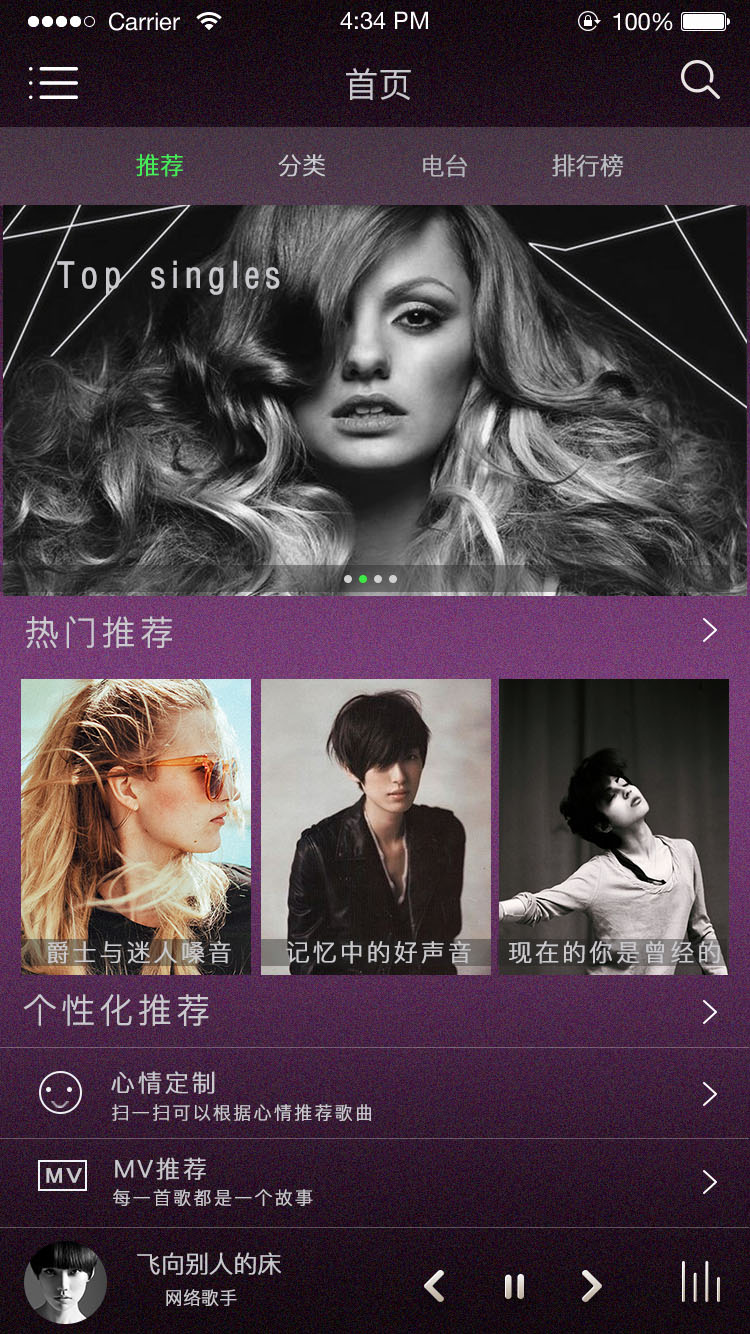 Carrier 4:34 PM 100%
首页
推荐 分类 电台 排行榜
Top singles
热门推荐
爵士与迷人嗓音 记忆中的好声音 现在的你是曾经的
个性化推荐
心情定制
扫一扫可以根据心情推荐歌曲
MV MV推荐
每一首歌都是一个故事
飞向别人的床
网络歌手